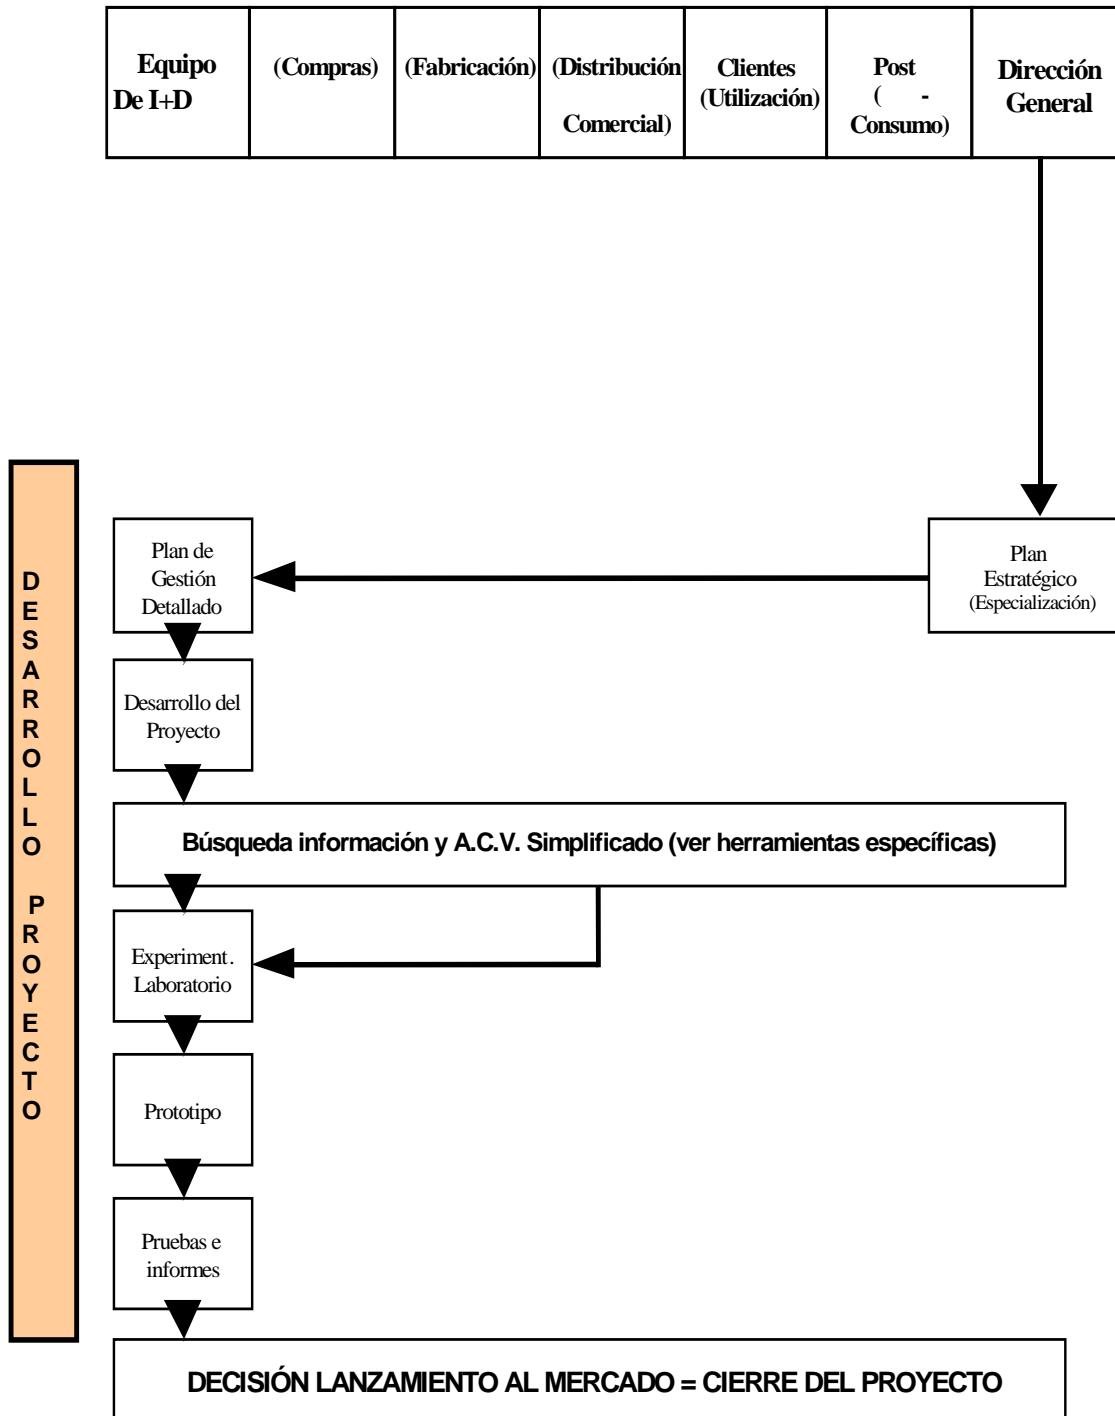 Equipo
De I+D
(Compras)
(Fabricación)
(Distribución
Comercial)
Clientes
(Utilización)
Post
( -
Consumo)
Dirección
General
Plan de
Gestión
Detallado
Plan
Estratégico
(Especialización)
DESARROLLO PROYECTO
Desarrollo del
Proyecto
Búsqueda información y A.C.V. Simplificado (ver herramientas específicas)
Experiment.
Laboratorio
Prototipo
Pruebas e
informes
DECISIÓN LANZAMIENTO AL MERCADO = CIERRE DEL PROYECTO